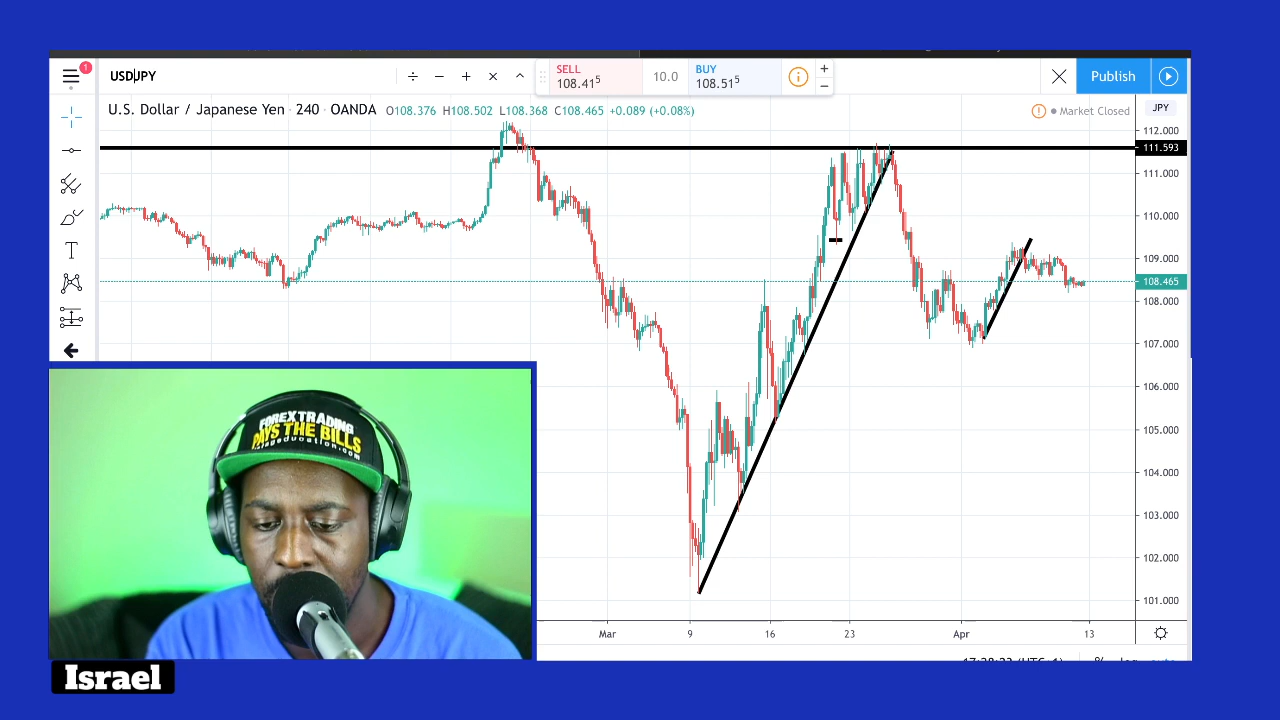 1
USDJPY
SELL
108.41⁵
10.0
BUY
108.51⁵
Publish
U.S. Dollar / Japanese Yen · 240 · OANDA O108.376 H108.502 L108.368 C108.465 +0.089 (+0.08%)
Market Closed
JPY
112.000
111.593
111.000
110.000
109.000
108.465
108.000
107.000
106.000
105.000
104.000
103.000
102.000
101.000
Mar 9 16 23 Apr 13
FOREX TRADING
PAYS THE BILLS
Israel